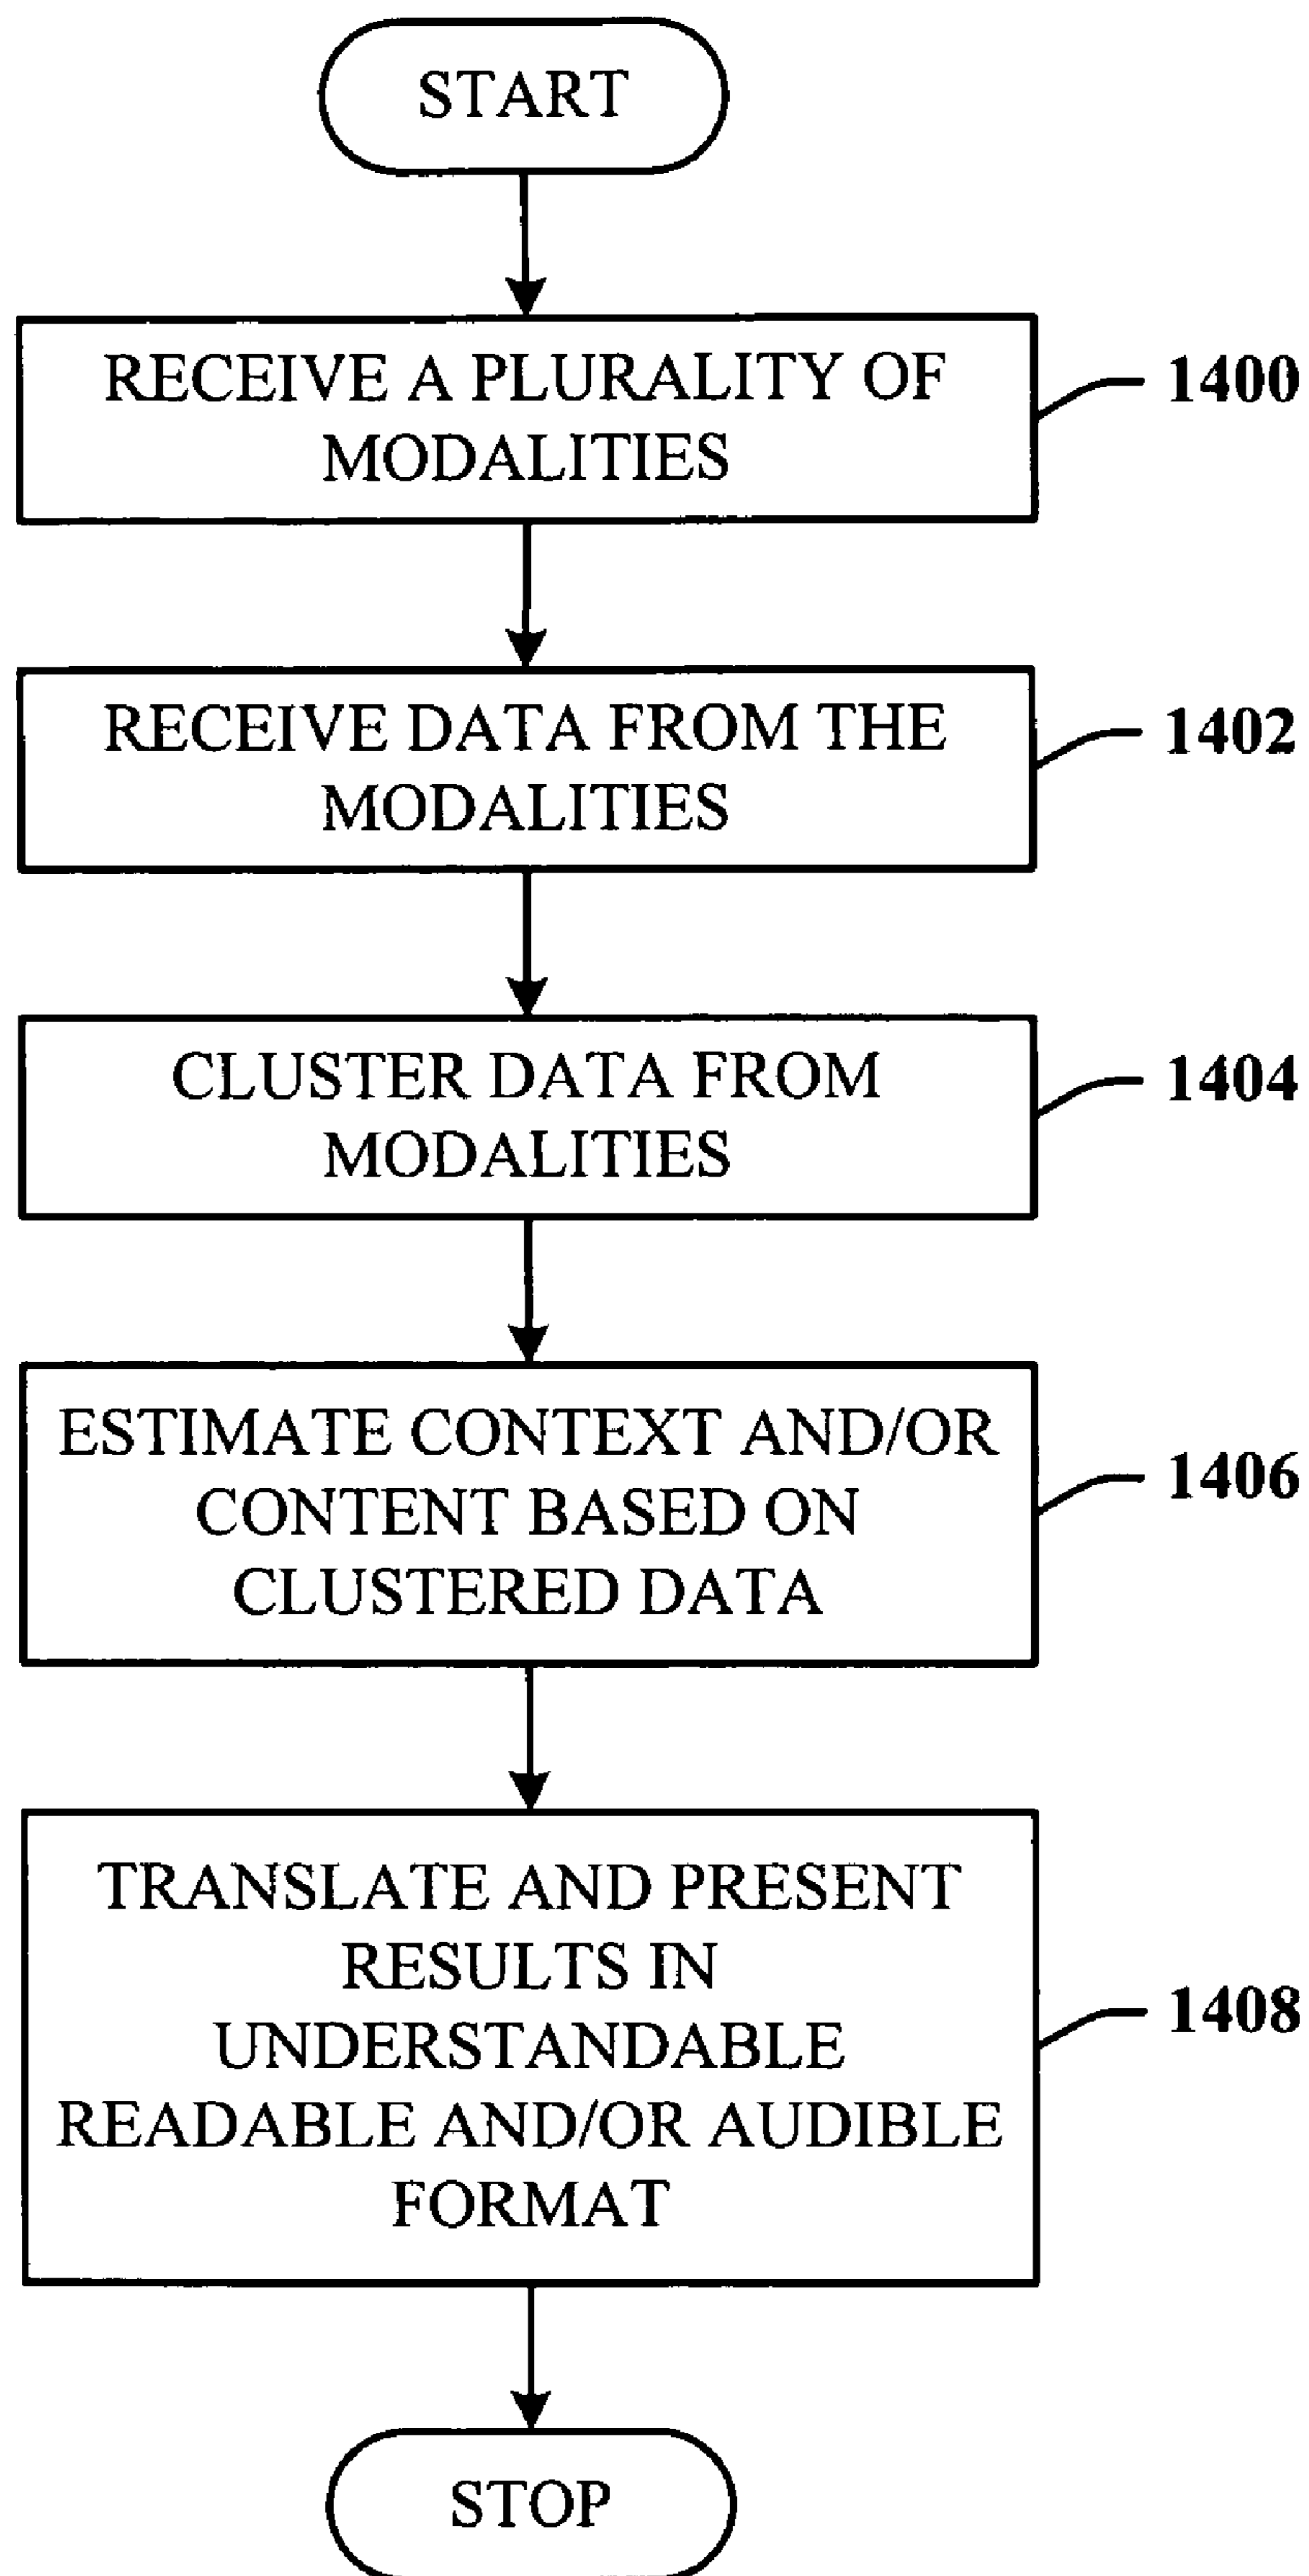 START
RECEIVE A PLURALITY OF
MODALITIES
1400
RECEIVE DATA FROM THE
MODALITIES
1402
CLUSTER DATA FROM
MODALITIES
1404
ESTIMATE CONTEXT AND/OR
CONTENT BASED ON
CLUSTERED DATA
1406
TRANSLATE AND PRESENT
RESULTS IN
UNDERSTANDABLE
READABLE AND/OR AUDIBLE
FORMAT
1408
STOP